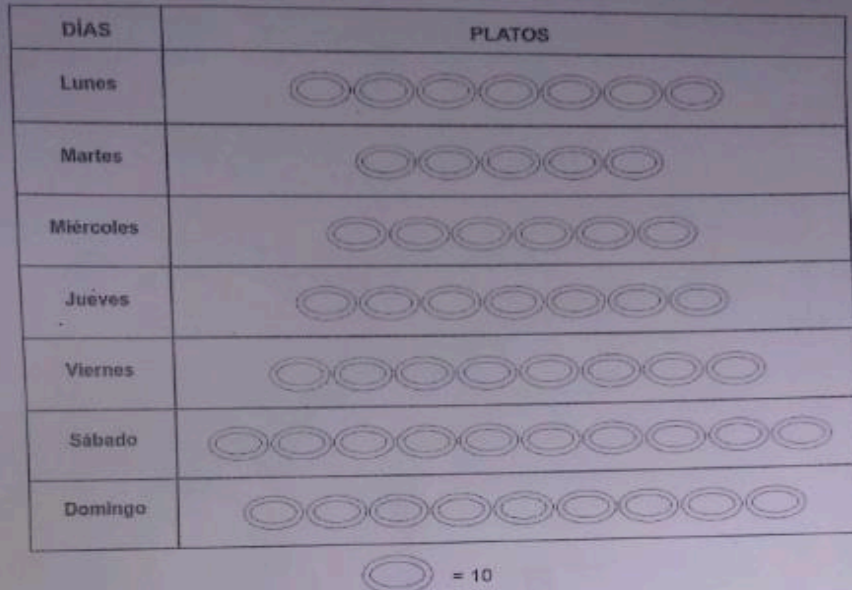 DÍAS PLATOS
Lunes
Martes
Miércoles
Jueves
Viernes
Sábado
Domingo
= 10